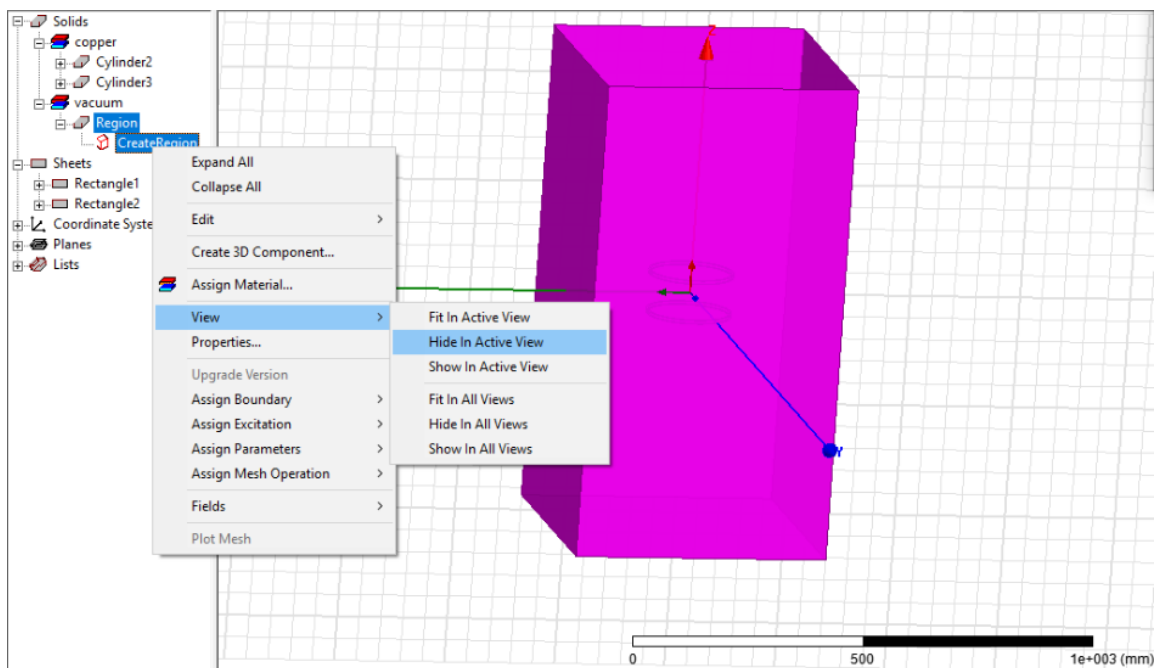 Solids
copper
Cylinder2
Cylinder3
vacuum
Region
CreateRegion
Sheets
Rectangle1
Rectangle2
Coordinate Syste
Planes
Lists
Expand All
Collapse All
Edit
Create 3D Component...
Assign Material...
View
Properties...
Upgrade Version
Assign Boundary
Assign Excitation
Assign Parameters
Assign Mesh Operation
Fields
Plot Mesh
Fit In Active View
Hide In Active View
Show In Active View
Fit In All Views
Hide In All Views
Show In All Views
Z
Y
0 500 1e+003 (mm)